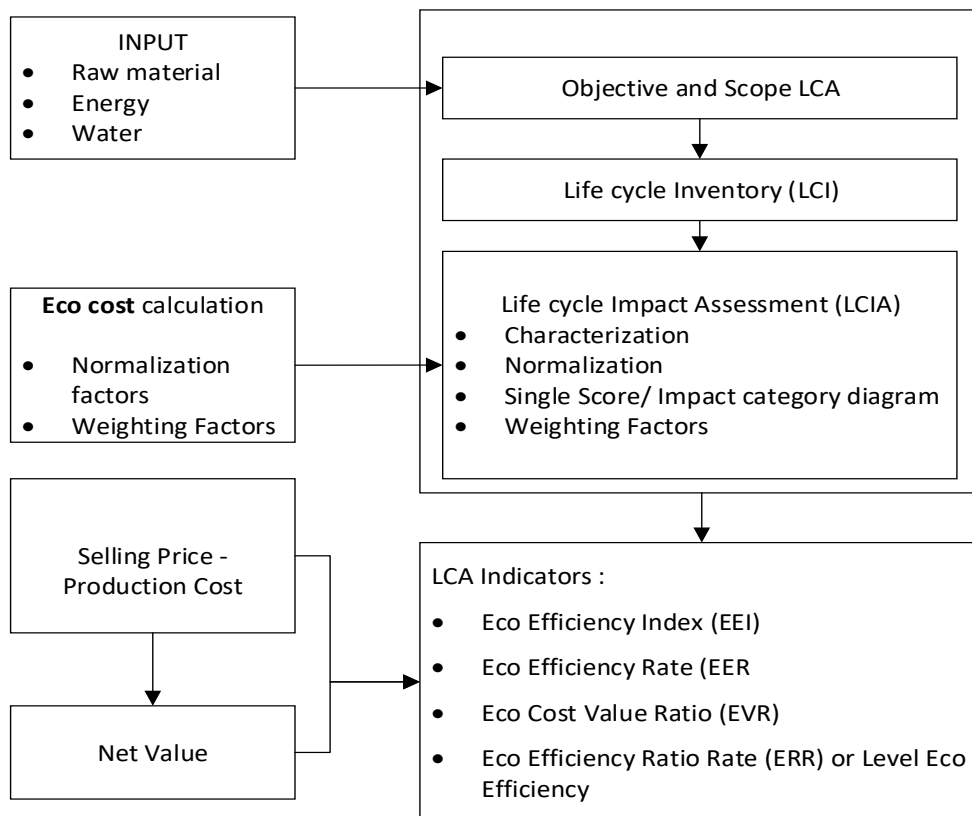 INPUT
• Raw material
• Energy
• Water
Objective and Scope LCA
Life cycle Inventory (LCI)
Eco cost calculation
• Normalization
factors
• Weighting Factors
Life cycle Impact Assessment (LCIA)
• Characterization
• Normalization
• Single Score/ Impact category diagram
• Weighting Factors
Selling Price -
Production Cost
Net Value
LCA Indicators :
• Eco Efficiency Index (EEI)
• Eco Efficiency Rate (EER
• Eco Cost Value Ratio (EVR)
• Eco Efficiency Ratio Rate (ERR) or Level Eco
Efficiency